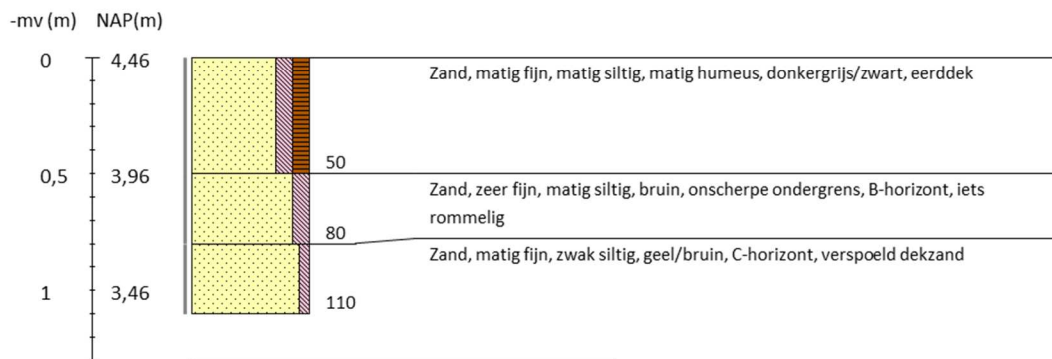 -mv (m) NAP(m)
0 4,46
Zand, matig fijn, matig siltig, matig humeus, donkergrijs/zwart, eerddek
50
0,5 3,96
Zand, zeer fijn, matig siltig, bruin, onscherpe ondergrens, B-horizont, iets
rommelig
80
Zand, matig fijn, zwak siltig, geel/bruin, C-horizont, verspoeld dekzand
1 3,46
110